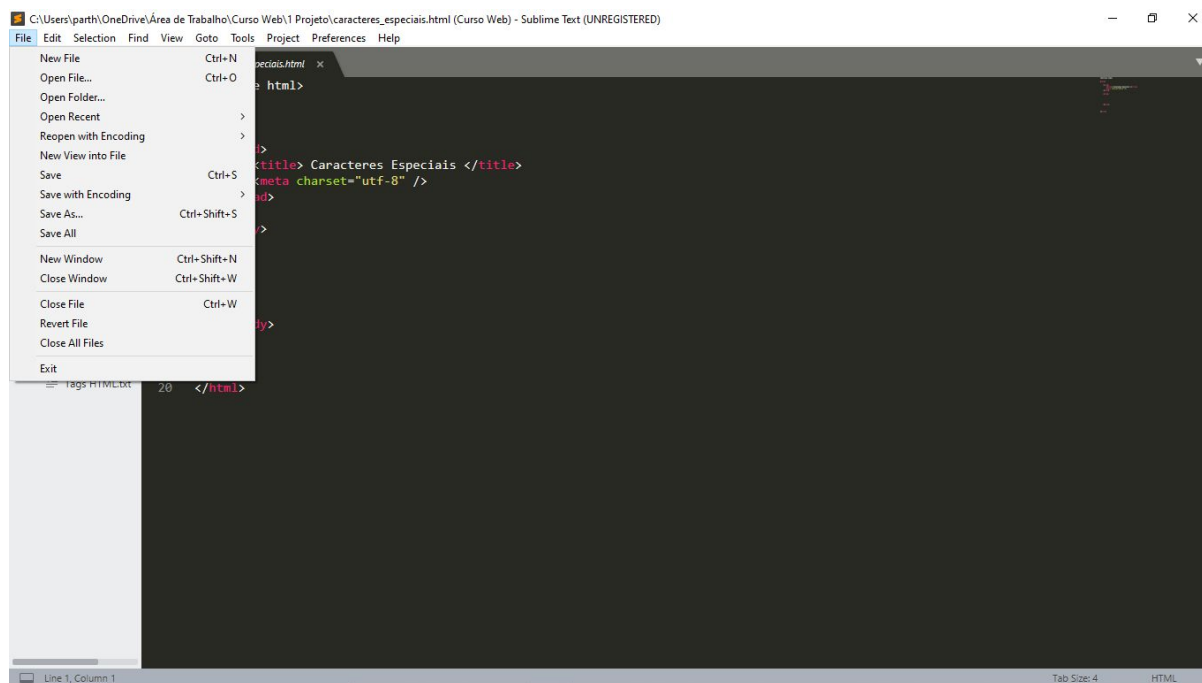 C:\Users\parth\OneDrive\Área de Trabalho\Curso Web\1 Projeto\caracteres_especiais.html (Curso Web) - Sublime Text (UNREGISTERED)
File Edit Selection Find View Goto Tools Project Preferences Help
New File Ctrl+N
Open File... Ctrl+O
Open Folder...
Open Recent
Reopen with Encoding
New View into File
Save Ctrl+S
Save with Encoding
Save As... Ctrl+Shift+S
Save All
New Window Ctrl+Shift+N
Close Window Ctrl+Shift+W
Close File Ctrl+W
Revert File
Close All Files
Exit
peciais.html ×
e html>
d>
<title> Caracteres Especiais </title>
<meta charset="utf-8" />
ad>
y>
dy>
Tags HTML.txt
20 </html>
Line 1, Column 1
Tab Size: 4 HTML